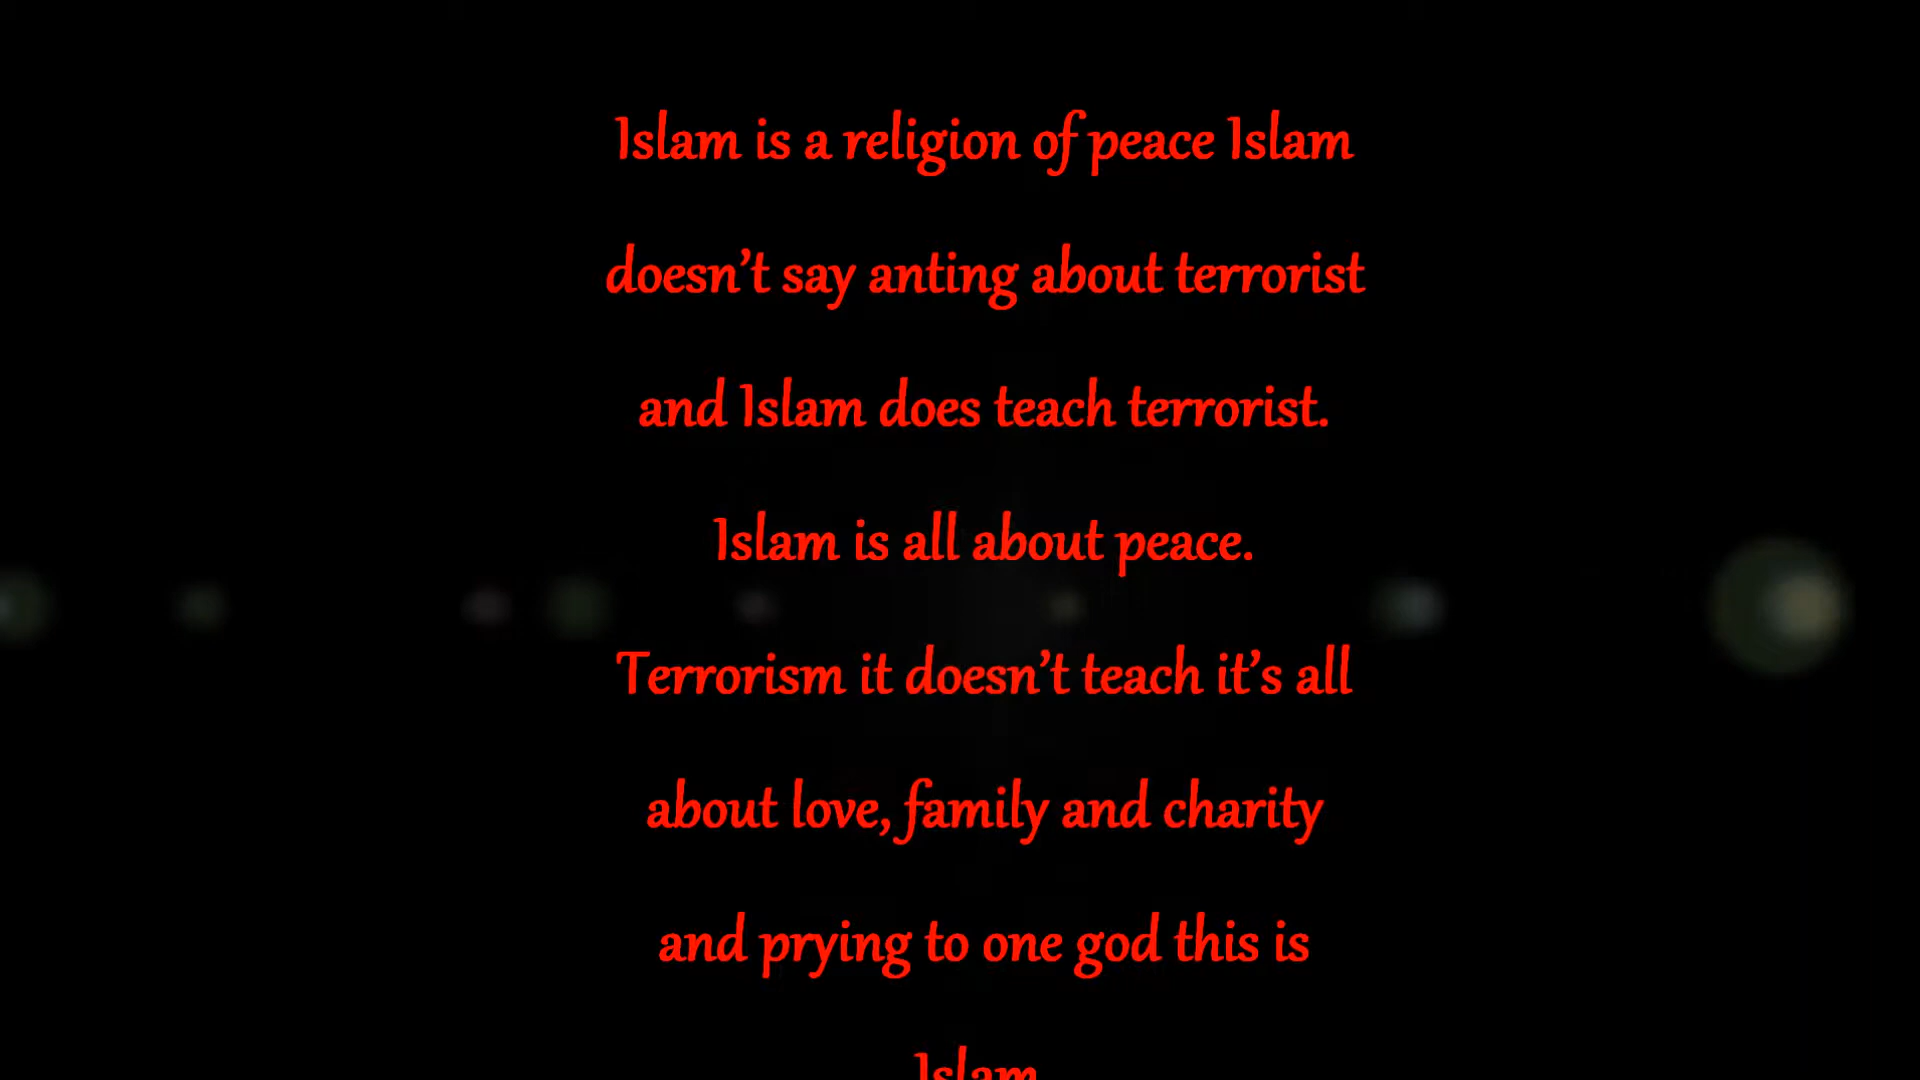 Islam is a religion of peace Islam
doesn’t say anting about terrorist
and Islam does teach terrorist.
Islam is all about peace.
Terrorism it doesn’t teach it’s all
about love, family and charity
and prying to one god this is
Islam